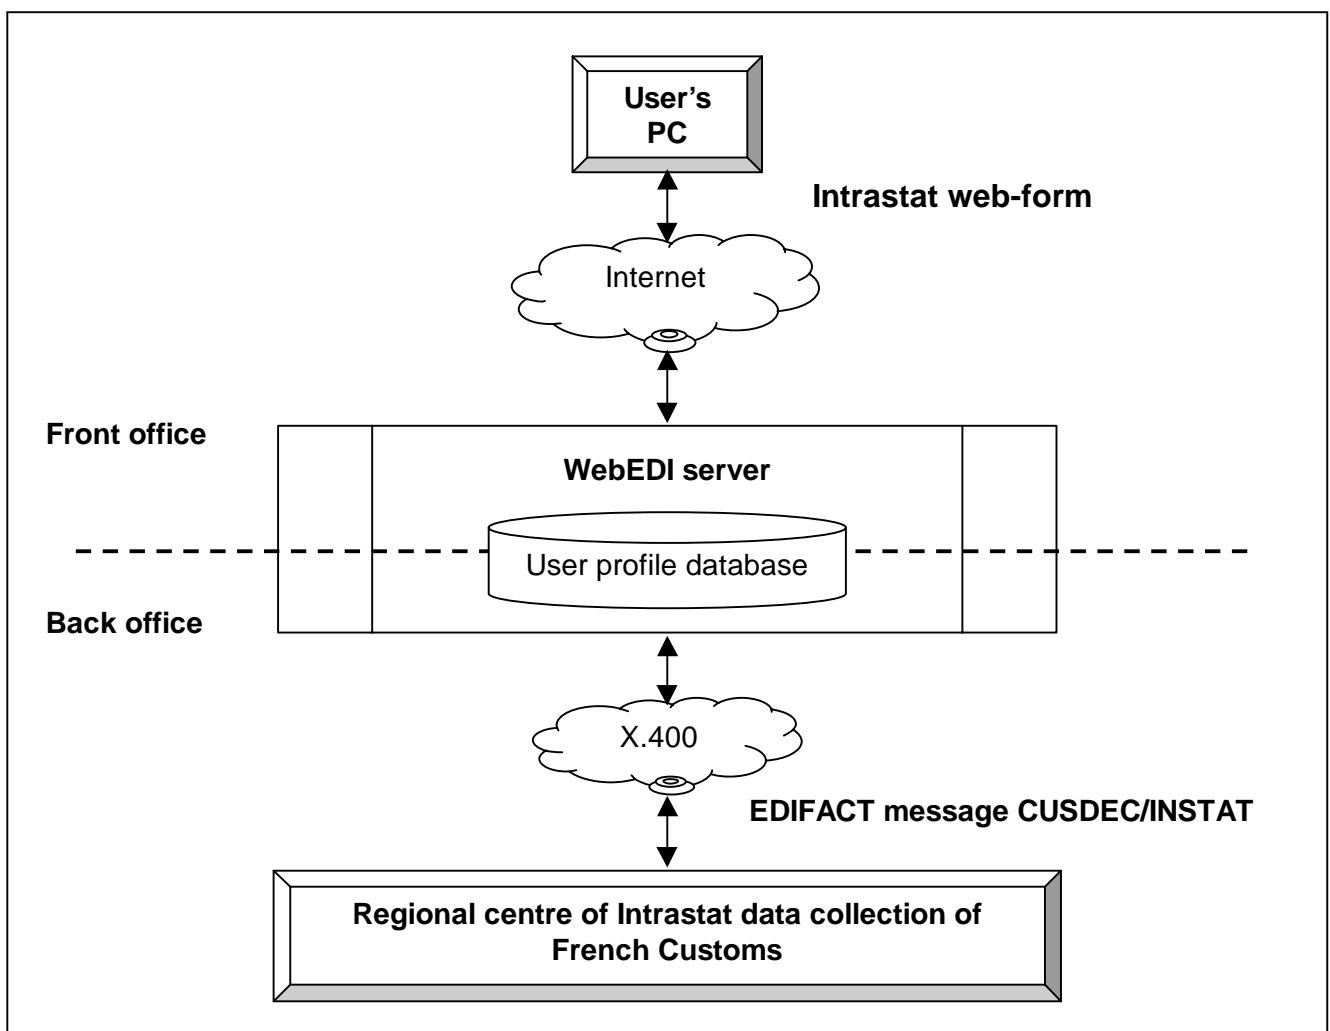 User’s
PC
Intrastat web-form
Internet
Front office
WebEDI server
User profile database
Back office
X.400
EDIFACT message CUSDEC/INSTAT
Regional centre of Intrastat data collection of
French Customs